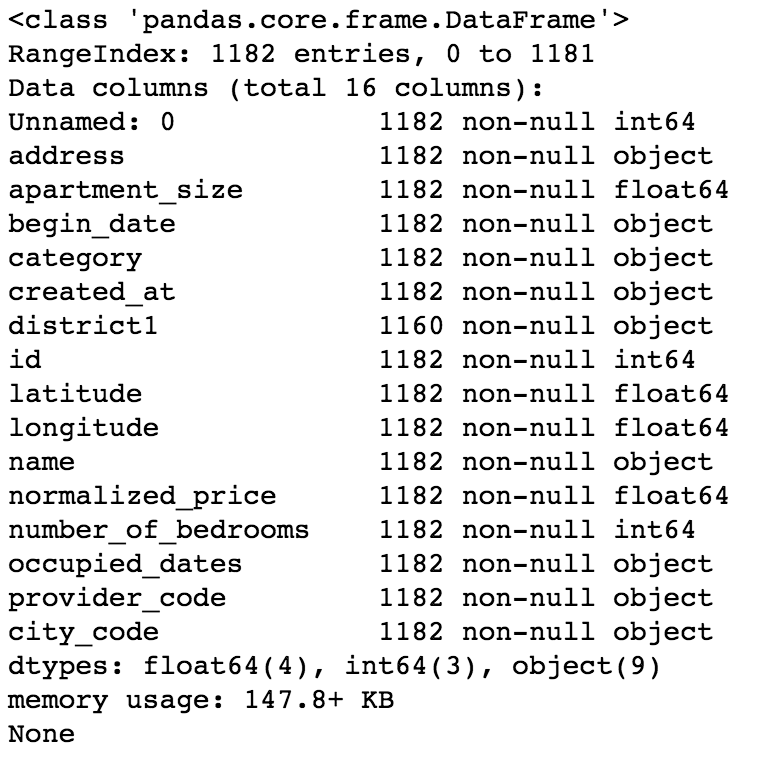 <class 'pandas.core.frame.DataFrame'>
RangeIndex: 1182 entries, 0 to 1181
Data columns (total 16 columns):
Unnamed: 0            1182 non-null int64
address               1182 non-null object
apartment_size        1182 non-null float64
begin_date            1182 non-null object
category              1182 non-null object
created_at            1182 non-null object
district1             1160 non-null object
id                    1182 non-null int64
latitude              1182 non-null float64
longitude             1182 non-null float64
name                  1182 non-null object
normalized_price      1182 non-null float64
number_of_bedrooms    1182 non-null int64
occupied_dates        1182 non-null object
provider_code         1182 non-null object
city_code             1182 non-null object
dtypes: float64(4), int64(3), object(9)
memory usage: 147.8+ KB
None